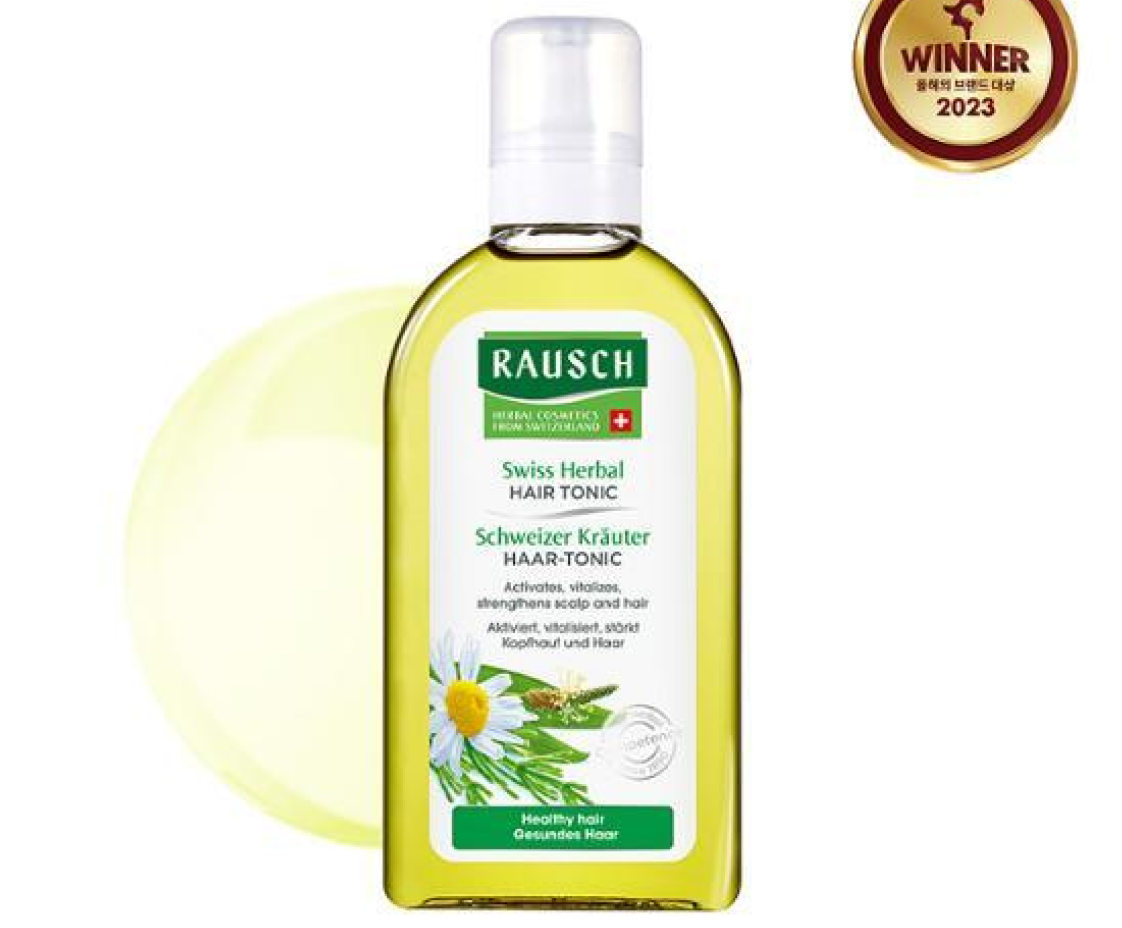 WINNER
올해의 브랜드 대상
2023
RAUSCH
HERBAL COSMETICS
FROM SWITZERLAND
Swiss Herbal
HAIR TONIC
Schweizer Kräuter
HAAR-TONIC
Activates, vitalizes,
strengthens scalp and hair
Aktiviert, vitalisiert, stärkt
Kopfhaut und Haar
Healthy hair
Gesundes Haar